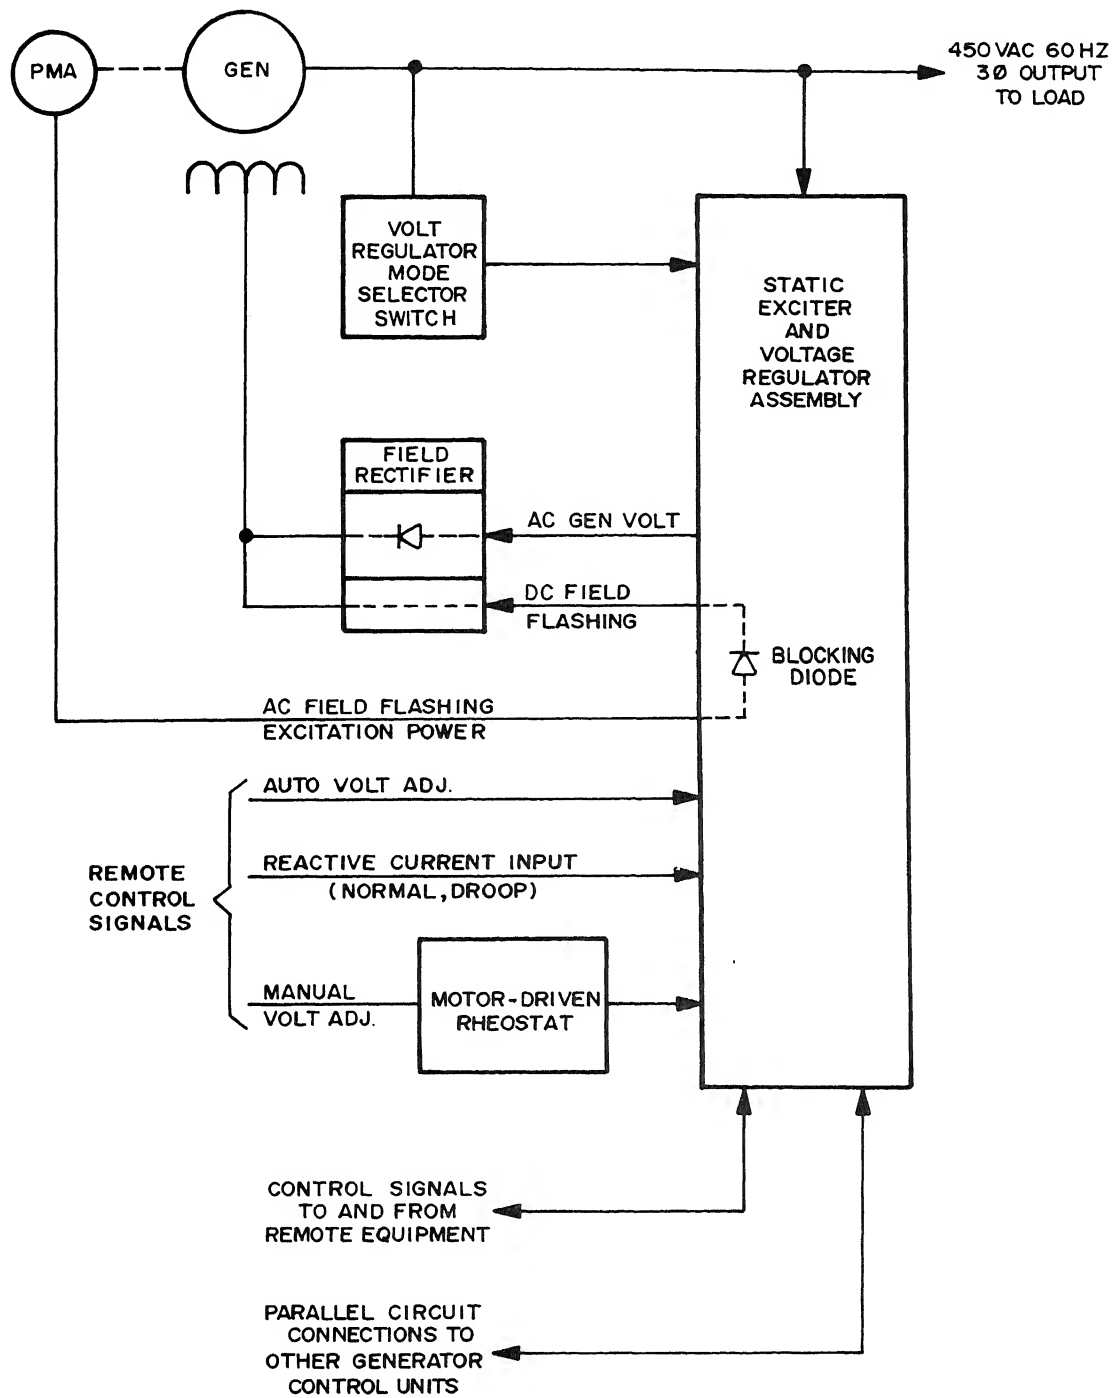 PMA
GEN
450 VAC 60 HZ
3Ø OUTPUT
TO LOAD
VOLT
REGULATOR
MODE
SELECTOR
SWITCH
STATIC
EXCITER
AND
VOLTAGE
REGULATOR
ASSEMBLY
FIELD
RECTIFIER
AC GEN VOLT
DC FIELD
FLASHING
BLOCKING
DIODE
AC FIELD FLASHING
EXCITATION POWER
REMOTE
CONTROL
SIGNALS
AUTO VOLT ADJ.
REACTIVE CURRENT INPUT
(NORMAL, DROOP)
MANUAL
VOLT ADJ.
MOTOR-DRIVEN
RHEOSTAT
CONTROL SIGNALS
TO AND FROM
REMOTE EQUIPMENT
PARALLEL CIRCUIT
CONNECTIONS TO
OTHER GENERATOR
CONTROL UNITS